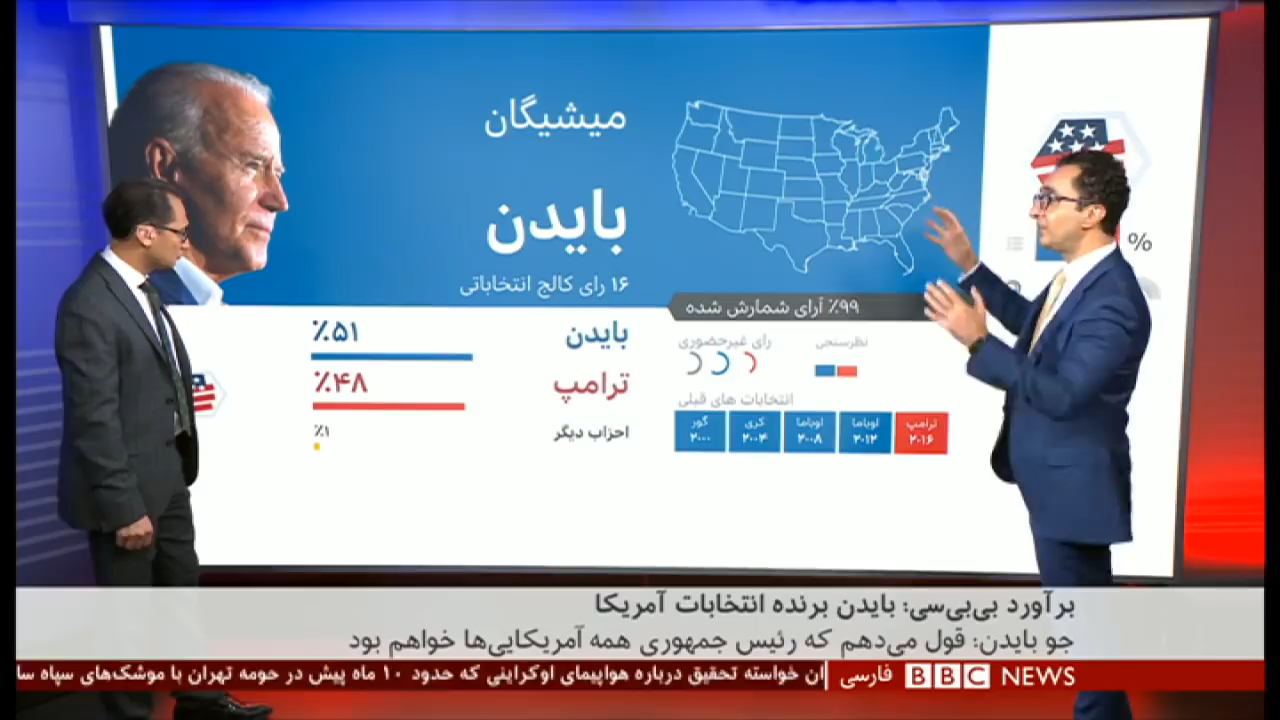 میشیگان
بایدن
۱۶ رای کالج انتخاباتی
%
٪۹۹ آرای شمارش شده
بایدن ٪۵۱
ترامپ ٪۴۸
احزاب دیگر ٪۱
رای غیرحضوری
نظرسنجی
انتخابات های قبلی
گور ۲۰۰۰
کری ۲۰۰۴
اوباما ۲۰۰۸
اوباما ۲۰۱۲
ترامپ ۲۰۱۶
برآورد بی‌بی‌سی: بایدن برنده انتخابات آمریکا
جو بایدن: قول می‌دهم که رئیس جمهوری همه آمریکایی‌ها خواهم بود
BBC NEWS فارسی
ان خواسته تحقیق درباره هواپیمای اوکراینی که حدود ۱۰ ماه پیش در حومه تهران با موشک‌های سپاه سا